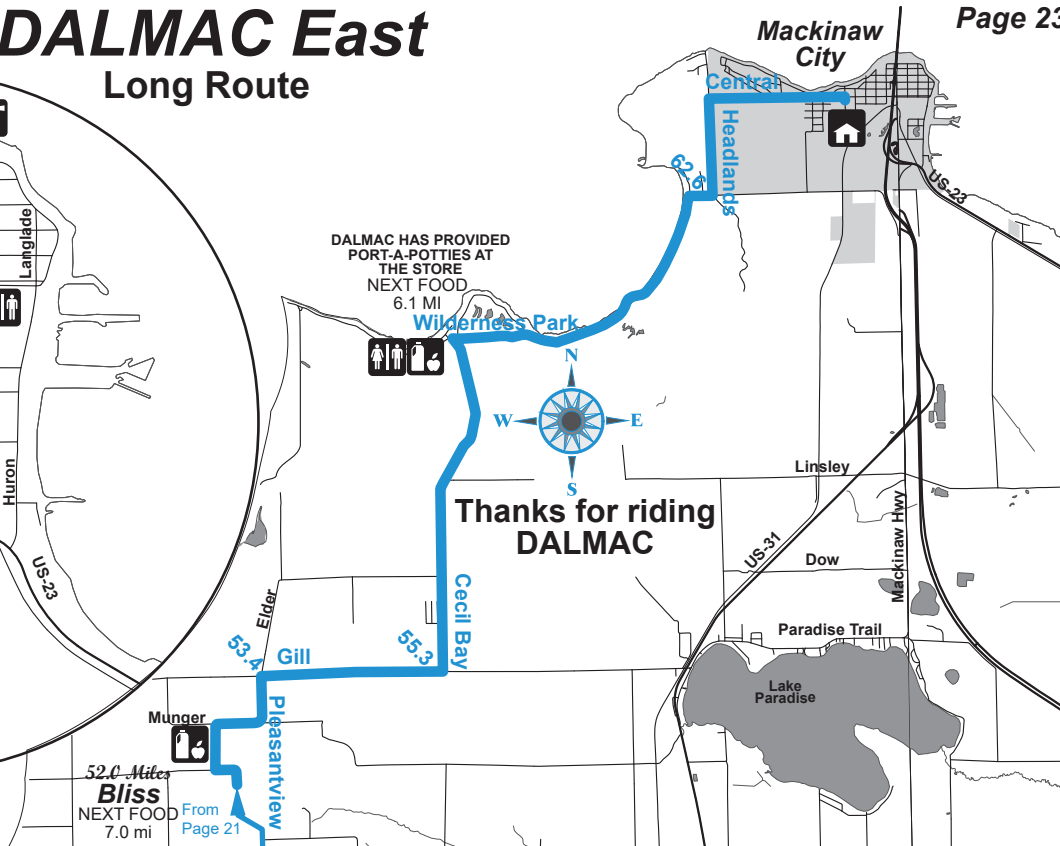 DALMAC East
Long Route
Page 23
Mackinaw
City
Central
Headlands
62.6
US-23
Langlade
DALMAC HAS PROVIDED
PORT-A-POTTIES AT
THE STORE
NEXT FOOD
6.1 MI
Wilderness Park
N
W
E
S
Huron
US-23
Linsley
Thanks for riding
DALMAC
Mackinaw Hwy
US-31
Dow
Elder
Cecil Bay
Paradise Trail
53.4
Gill
55.3
Lake
Paradise
Munger
Pleasantview
52.0 Miles
Bliss
NEXT FOOD
7.0 mi
From
Page 21